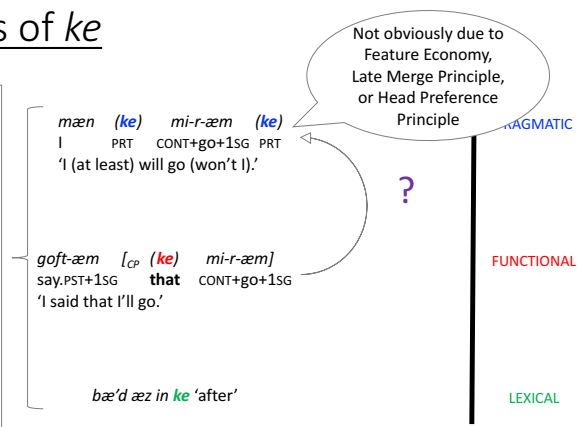 s of ke
Not obviously due to
Feature Economy,
Late Merge Principle,
or Head Preference
Principle
mæn (ke) mi-r-æm (ke)
I PRT CONT+go+1SG PRT
'I (at least) will go (won't I).'
RAGMATIC
?
goft-æm [CP (ke) mi-r-æm]
say.PST+1SG that CONT+go+1SG
'I said that I'll go.'
FUNCTIONAL
bæ'd æz in ke 'after'
LEXICAL